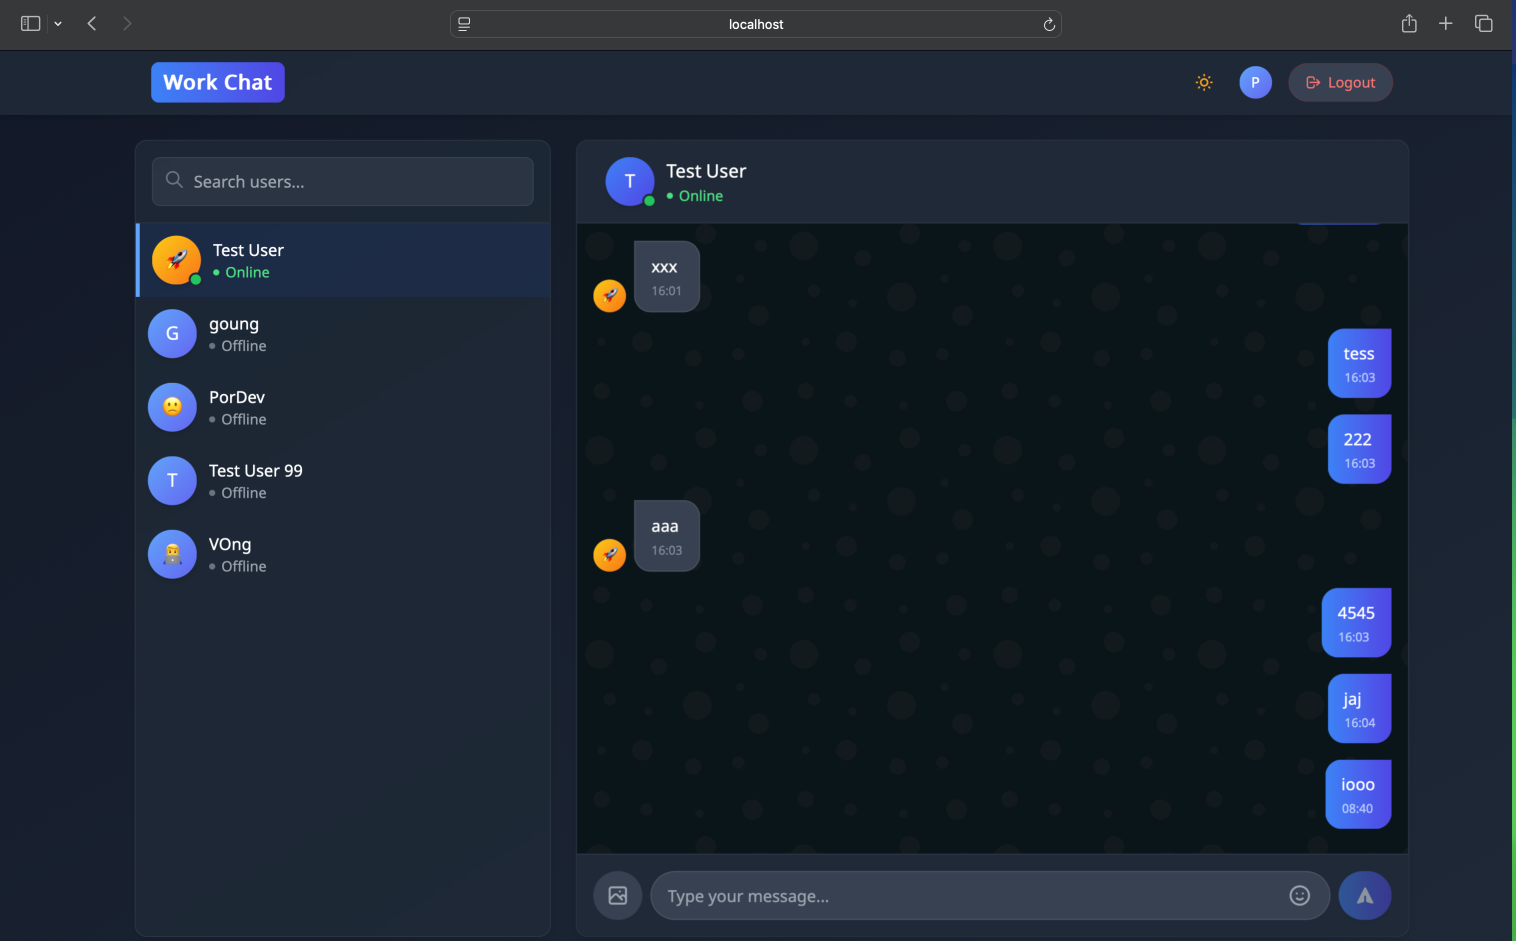 localhost
Work Chat
P
Logout
Search users...
Test User
Online
G
goung
Offline
PorDev
Offline
T
Test User 99
Offline
VOng
Offline
T
Test User
Online
xxx
16:01
tess
16:03
222
16:03
aaa
16:03
4545
16:03
jaj
16:04
iooo
08:40
Type your message...